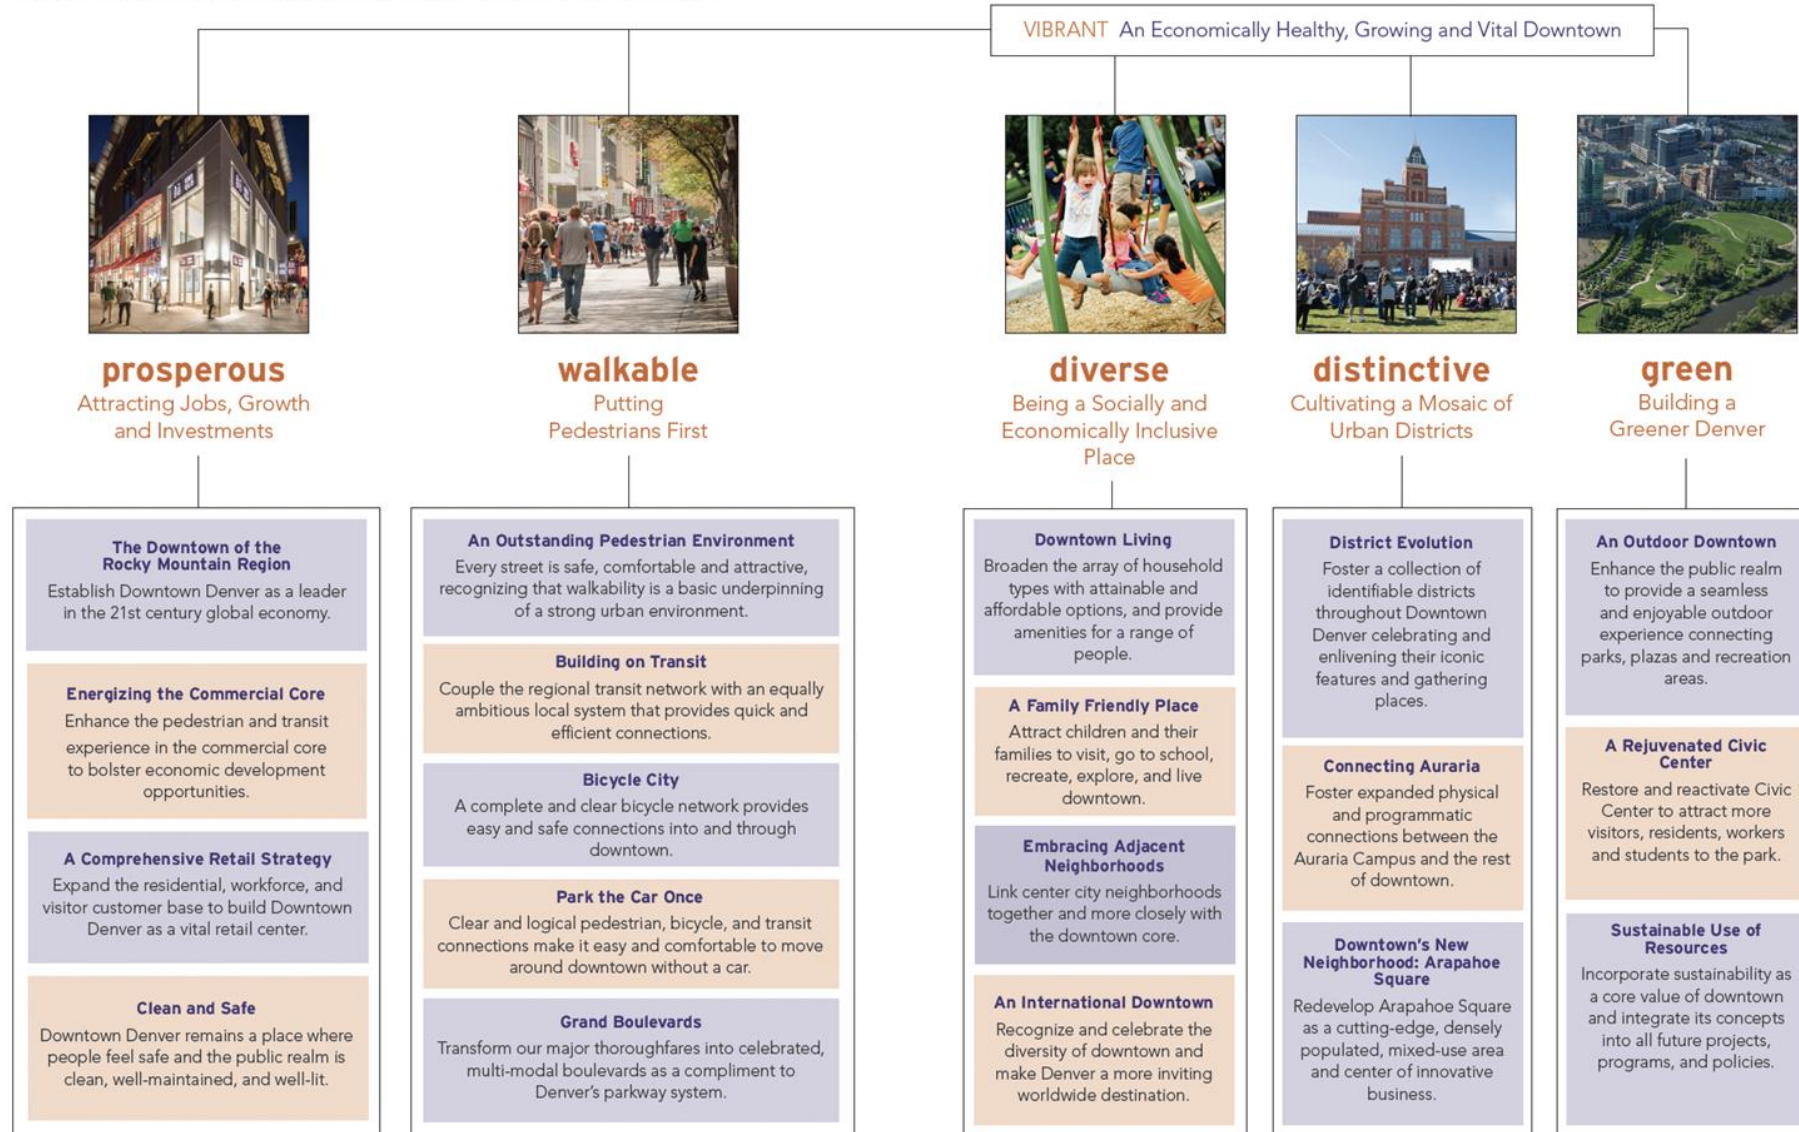 VIBRANT An Economically Healthy, Growing and Vital Downtown
prosperous
Attracting Jobs, Growth
and Investments
The Downtown of the
Rocky Mountain Region
Establish Downtown Denver as a leader
in the 21st century global economy.
Energizing the Commercial Core
Enhance the pedestrian and transit
experience in the commercial core
to bolster economic development
opportunities.
A Comprehensive Retail Strategy
Expand the residential, workforce, and
visitor customer base to build Downtown
Denver as a vital retail center.
Clean and Safe
Downtown Denver remains a place where
people feel safe and the public realm is
clean, well-maintained, and well-lit.
walkable
Putting
Pedestrians First
An Outstanding Pedestrian Environment
Every street is safe, comfortable and attractive,
recognizing that walkability is a basic underpinning
of a strong urban environment.
Building on Transit
Couple the regional transit network with an equally
ambitious local system that provides quick and
efficient connections.
Bicycle City
A complete and clear bicycle network provides
easy and safe connections into and through
downtown.
Park the Car Once
Clear and logical pedestrian, bicycle, and transit
connections make it easy and comfortable to move
around downtown without a car.
Grand Boulevards
Transform our major thoroughfares into celebrated,
multi-modal boulevards as a compliment to
Denver's parkway system.
diverse
Being a Socially and
Economically Inclusive
Place
Downtown Living
Broaden the array of household
types with attainable and
affordable options, and provide
amenities for a range of
people.
A Family Friendly Place
Attract children and their
families to visit, go to school,
recreate, explore, and live
downtown.
Embracing Adjacent
Neighborhoods
Link center city neighborhoods
together and more closely with
the downtown core.
An International Downtown
Recognize and celebrate the
diversity of downtown and
make Denver a more inviting
worldwide destination.
distinctive
Cultivating a Mosaic of
Urban Districts
District Evolution
Foster a collection of
identifiable districts
throughout Downtown
Denver celebrating and
enlivening their iconic
features and gathering
places.
Connecting Auraria
Foster expanded physical
and programmatic
connections between the
Auraria Campus and the rest
of downtown.
Downtown's New
Neighborhood: Arapahoe
Square
Redevelop Arapahoe Square
as a cutting-edge, densely
populated, mixed-use area
and center of innovative
business.
green
Building a
Greener Denver
An Outdoor Downtown
Enhance the public realm
to provide a seamless
and enjoyable outdoor
experience connecting
parks, plazas and recreation
areas.
A Rejuvenated Civic
Center
Restore and reactivate Civic
Center to attract more
visitors, residents, workers
and students to the park.
Sustainable Use of
Resources
Incorporate sustainability as
a core value of downtown
and integrate its concepts
into all future projects,
programs, and policies.